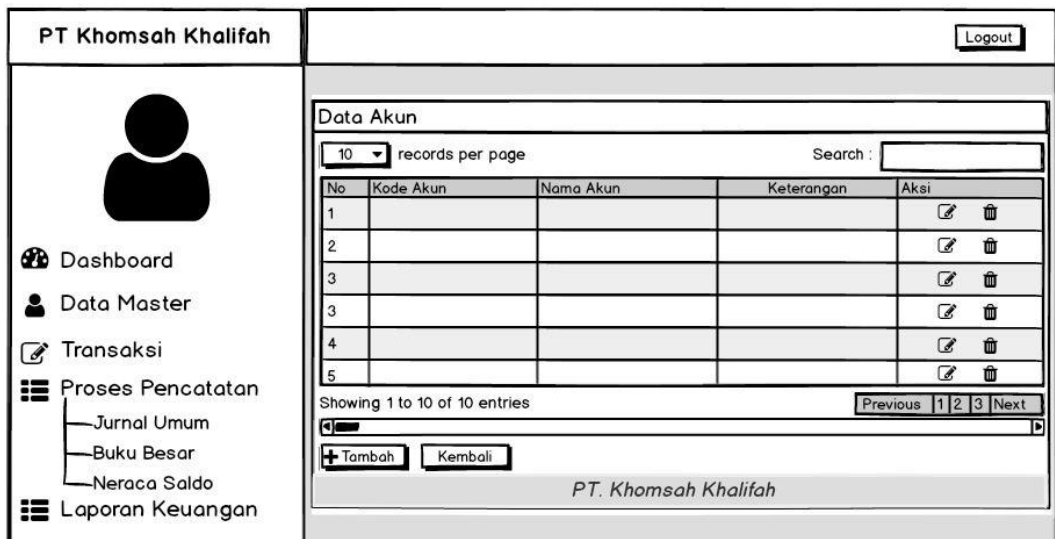 PT Khomsah Khalifah
Logout
Dashboard
Data Master
Transaksi
Proses Pencatatan
Jurnal Umum
Buku Besar
Neraca Saldo
Laporan Keuangan
Data Akun
10 records per page Search :
No Kode Akun Nama Akun Keterangan Aksi
1
2
3
3
4
5
Showing 1 to 10 of 10 entries Previous 1 2 3 Next
+ Tambah Kembali
PT. Khomsah Khalifah